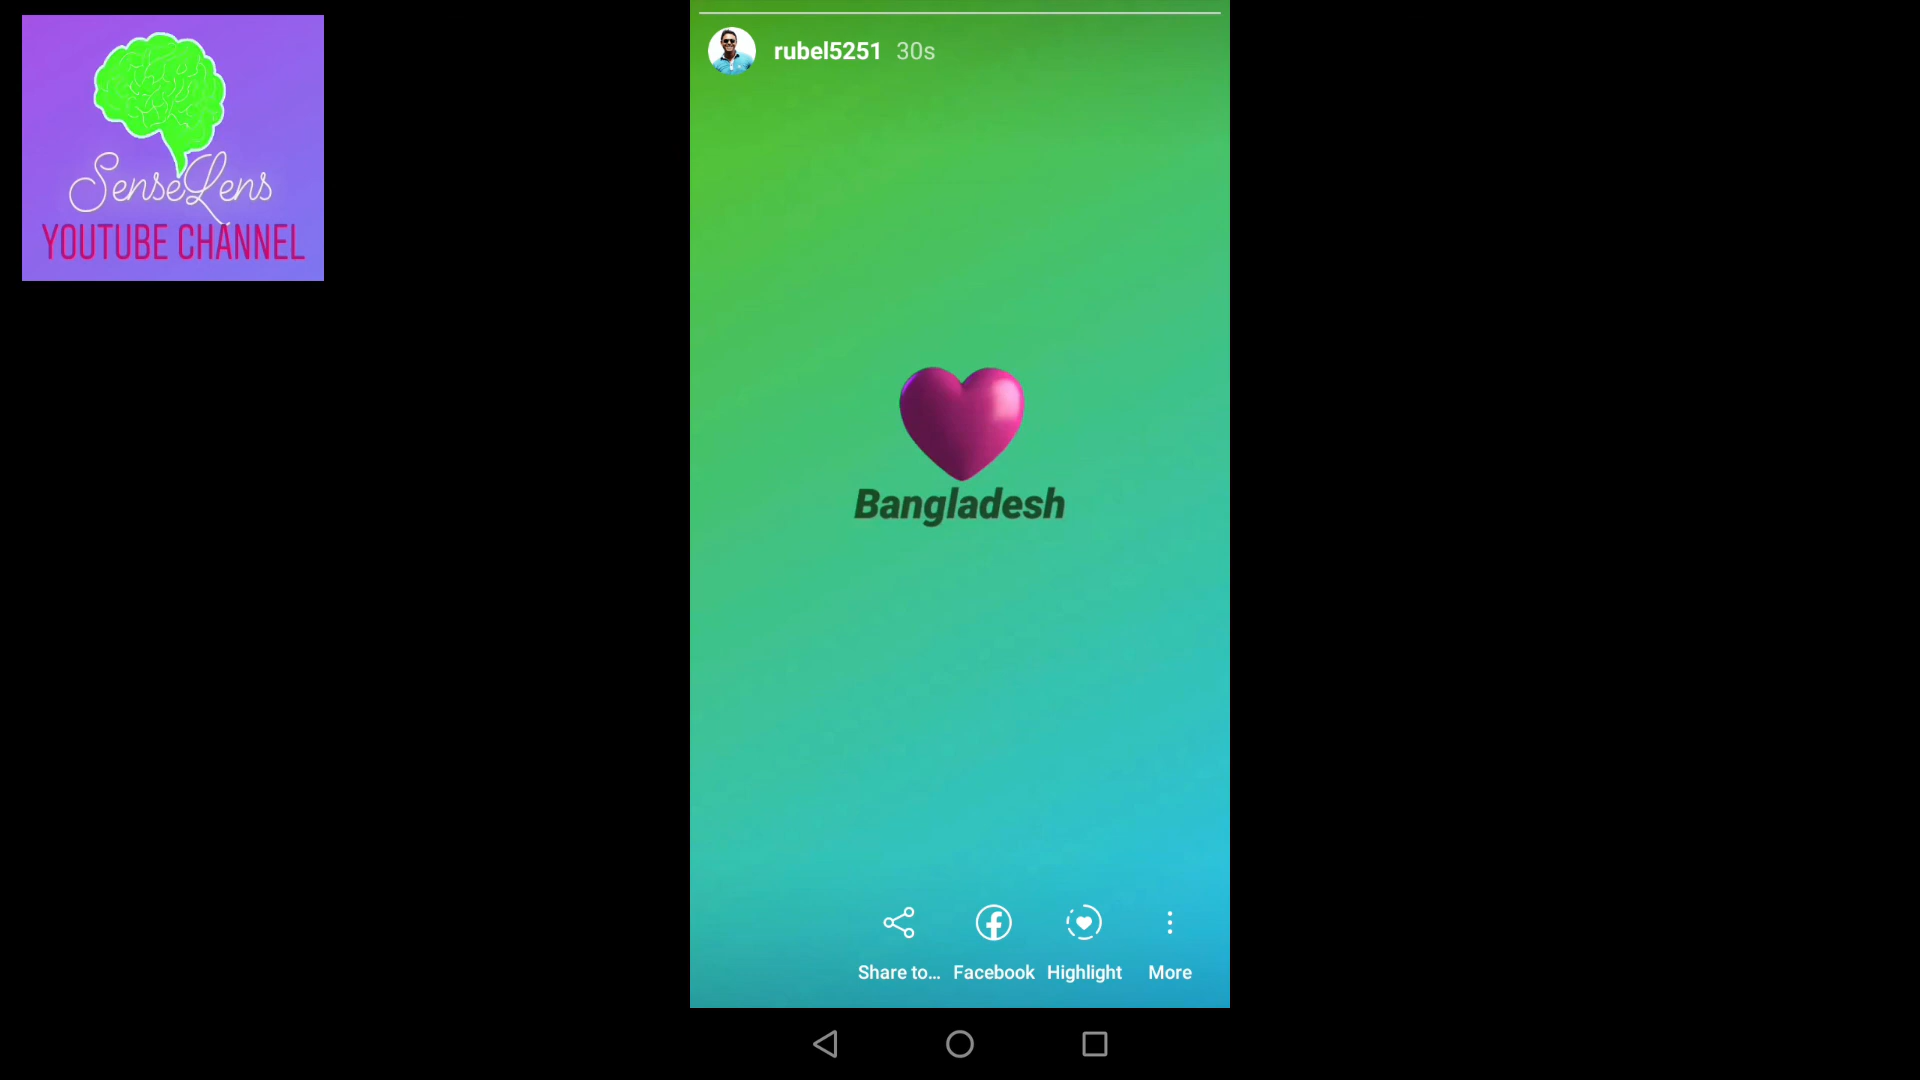 SenseLens
YOUTUBE CHANNEL
rubel5251 30s
Bangladesh
Share to... Facebook Highlight More